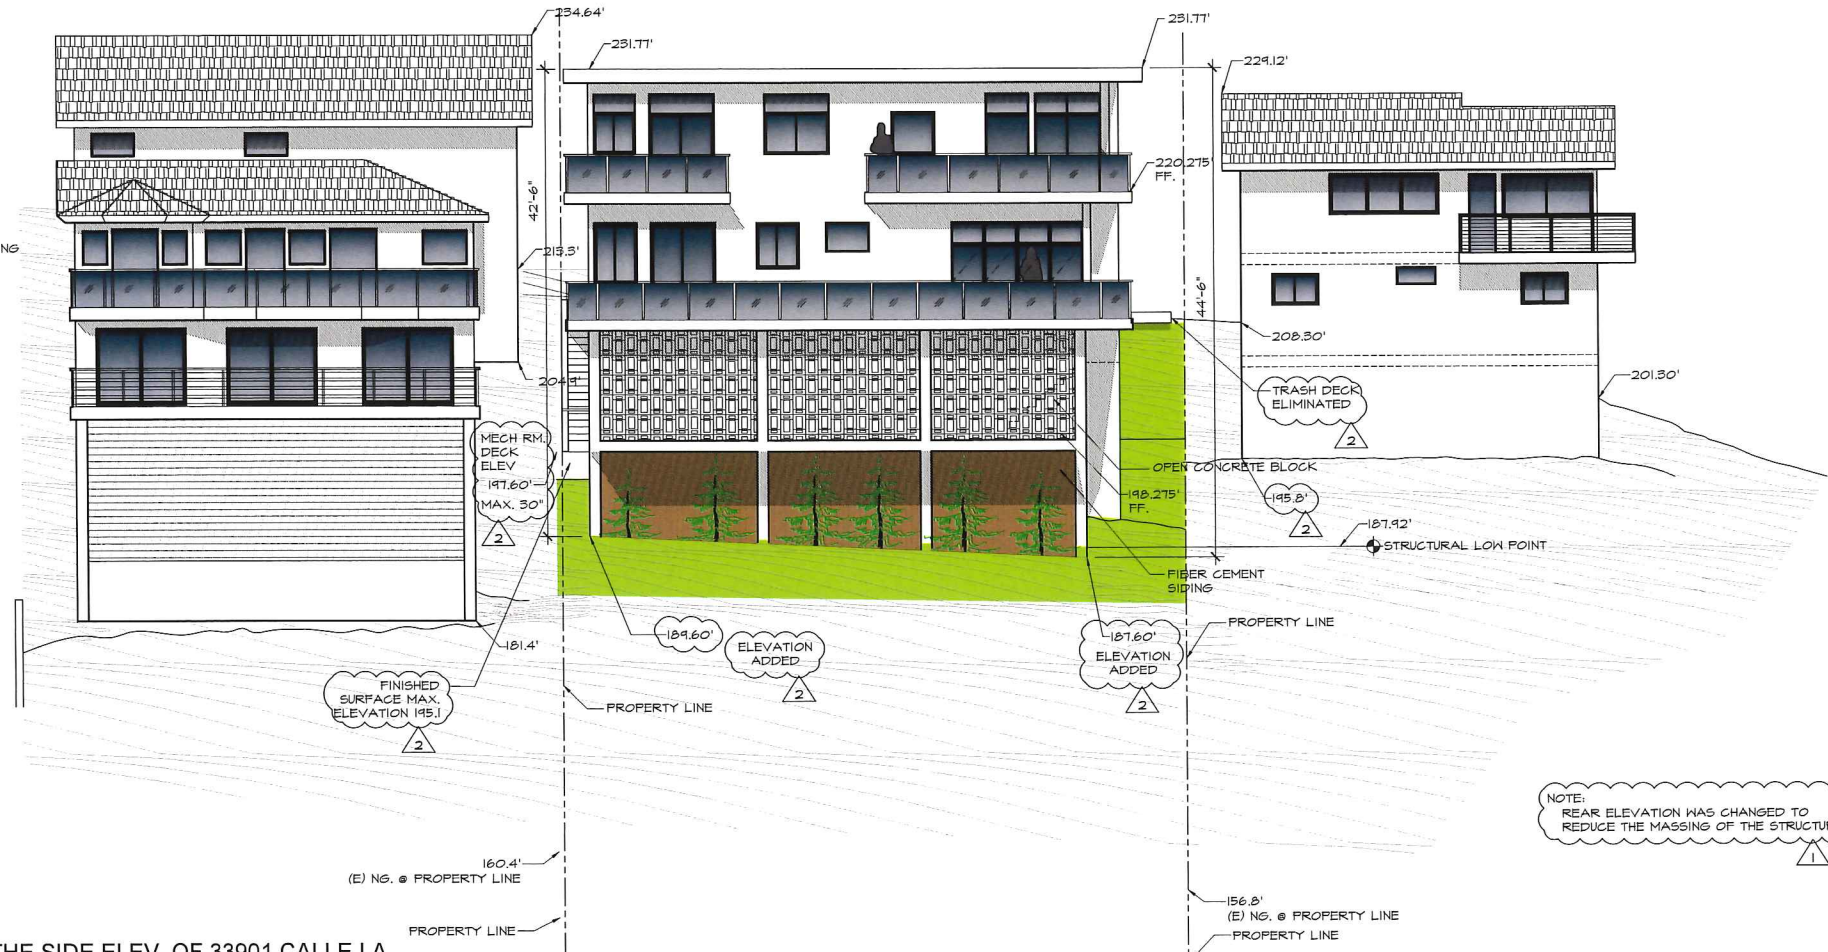 234.64'
231.77'
231.77'
229.12'
42'-6"
220.275'
FF.
NG
213.3'
44'-6"
208.30'
204.9'
201.30'
TRASH DECK
ELIMINATED
2
MECH RM.
DECK
ELEV
197.60'
MAX. 30"
2
OPEN CONCRETE BLOCK
198.275'
FF.
195.8'
2
187.92'
STRUCTURAL LOW POINT
FIBER CEMENT
SIDING
189.60'
ELEVATION
ADDED
2
187.60'
ELEVATION
ADDED
2
PROPERTY LINE
181.4'
FINISHED
SURFACE MAX.
ELEVATION 195.1
2
PROPERTY LINE
NOTE:
REAR ELEVATION WAS CHANGED TO
REDUCE THE MASSING OF THE STRUCTU
1
160.4'
(E) NG. @ PROPERTY LINE
156.8'
(E) NG. @ PROPERTY LINE
PROPERTY LINE
PROPERTY LINE
THE SIDE ELEV. OF 33901 CALLE LA